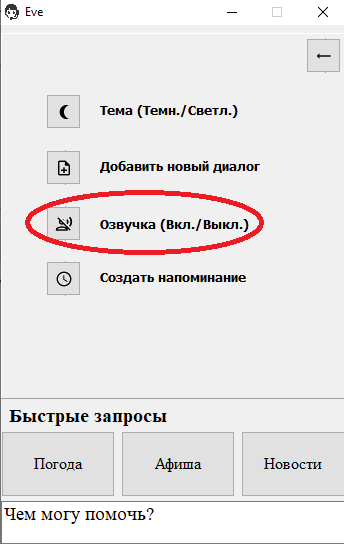 Eve
Тема (Темн./Светл.)
Добавить новый диалог
Озвучка (Вкл./Выкл.)
Создать напоминание
Быстрые запросы
Погода
Афиша
Новости
Чем могу помочь?